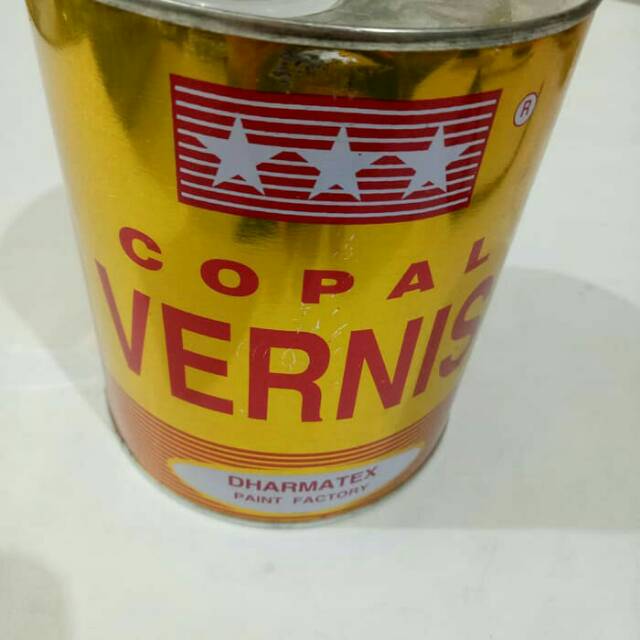 ®
COPAL
VERNIS
DHARMATEX
PAINT FACTORY